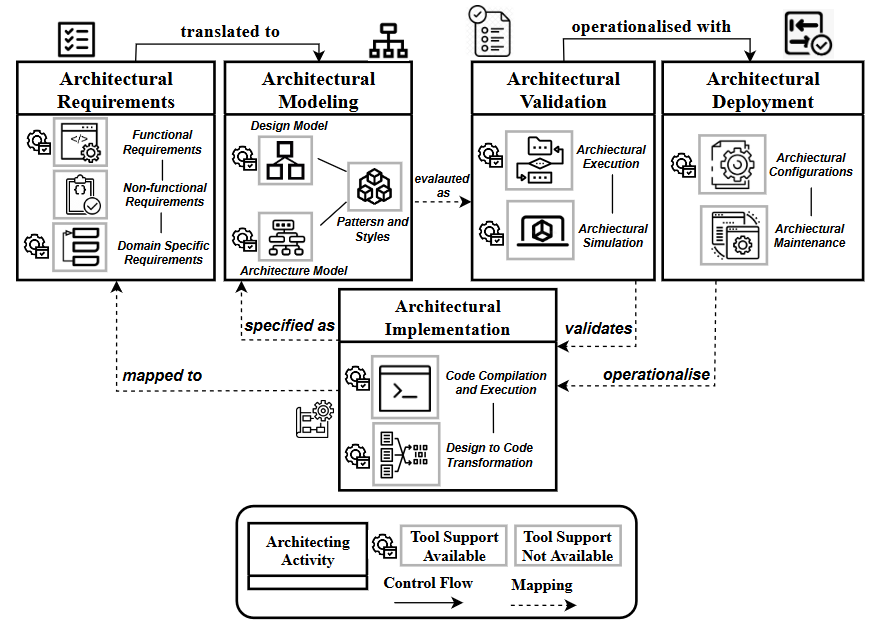 translated to
operationalised with
Architectural
Requirements
Functional
Requirements
Non-functional
Requirements
Domain Specific
Requirements
Architectural
Modeling
Design Model
Pattersn and
Styles
Architecture Model
evalauted
as
Architectural
Validation
Archiectural
Execution
Archiectural
Simulation
Architectural
Deployment
Archiectural
Configurations
Archiectural
Maintenance
specified as
mapped to
validates
operationalise
Architectural
Implementation
Code Compilation
and Execution
Design to Code
Transformation
Architecting
Activity
Tool Support
Available
Tool Support
Not Available
Control Flow
Mapping